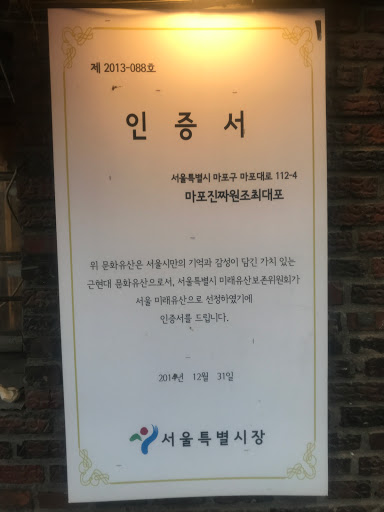 제 2013-088호
인 증 서
서울특별시 마포구 마포대로 112-4
마포진짜원조최대포
위 문화유산은 서울시민의 기억과 감성이 담긴 가치 있는
근현대 문화유산으로서, 서울특별시 미래유산보존위원회가
서울 미래유산으로 선정하였기에
인증서를 드립니다.
2014년 12월 31일
서울특별시장